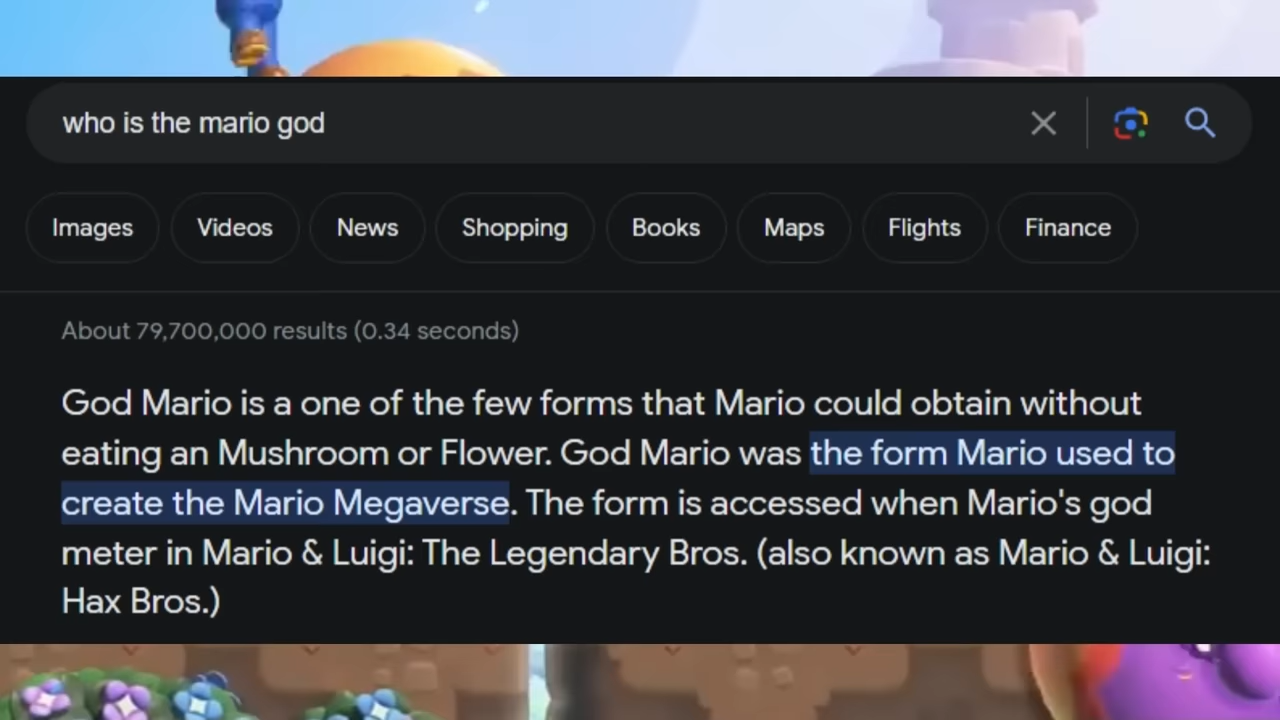 who is the mario god
Images Videos News Shopping Books Maps Flights Finance
About 79,700,000 results (0.34 seconds)
God Mario is a one of the few forms that Mario could obtain without
eating an Mushroom or Flower. God Mario was the form Mario used to
create the Mario Megaverse. The form is accessed when Mario's god
meter in Mario & Luigi: The Legendary Bros. (also known as Mario & Luigi:
Hax Bros.)